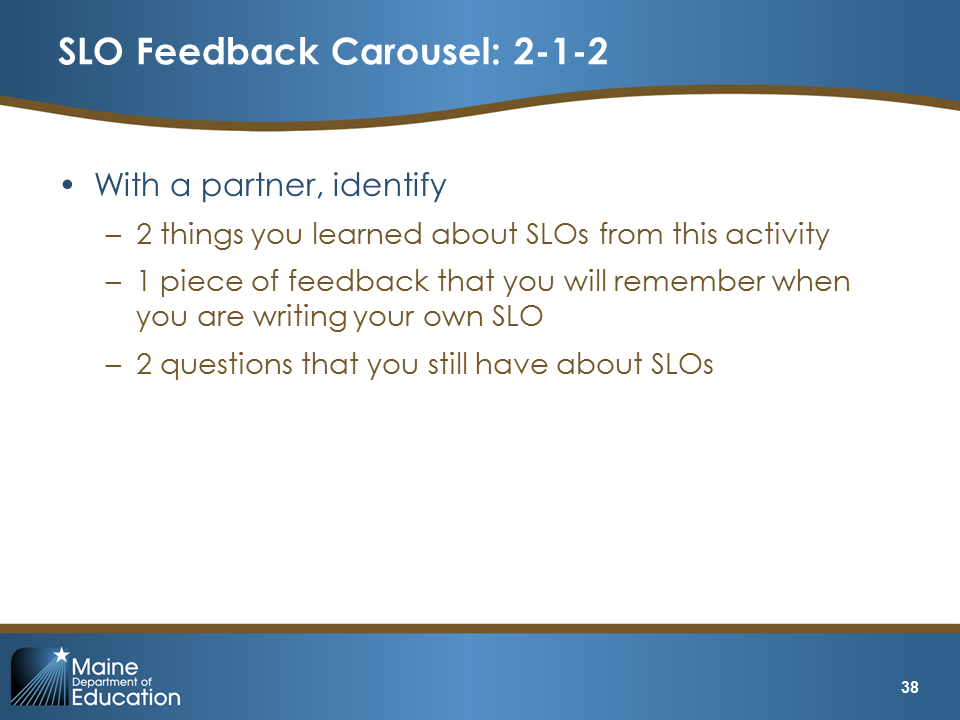 SLO Feedback Carousel: 2-1-2
• With a partner, identify
– 2 things you learned about SLOs from this activity
– 1 piece of feedback that you will remember when
you are writing your own SLO
– 2 questions that you still have about SLOs
Maine
Department of
Education
38